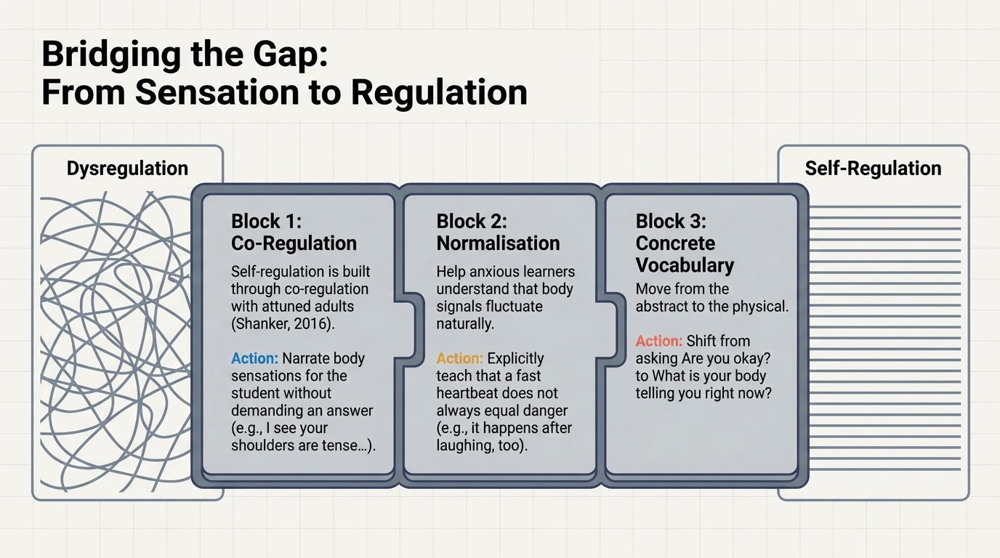 Bridging the Gap:
From Sensation to Regulation
Dysregulation
Block 1:
Co-Regulation
Self-regulation is built
through co-regulation
with attuned adults
(Shanker, 2016).
Action: Narrate body
sensations for the
student without
demanding an answer
(e.g., I see your
shoulders are tense...).
Block 2:
Normalisation
Help anxious learners
understand that body
signals fluctuate
naturally.
Action: Explicitly
teach that a fast
heartbeat does not
always equal danger
(e.g., it happens after
laughing, too).
Block 3:
Concrete
Vocabulary
Move from the
abstract to the physical.
Action: Shift from
asking Are you okay?
to What is your body
telling you right now?
Self-Regulation